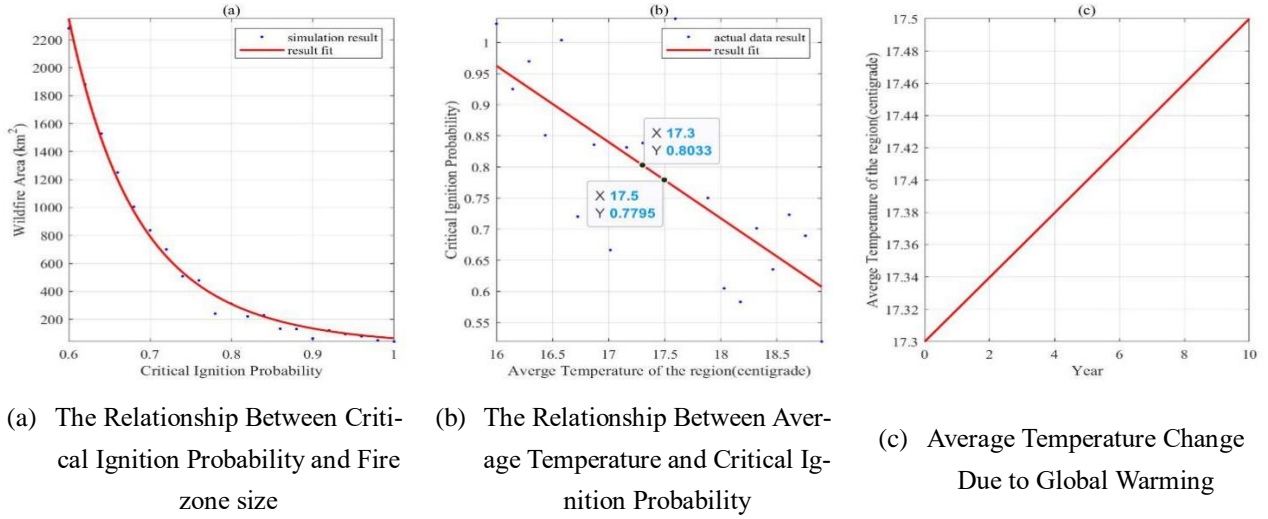 (a)
simulation result
result fit
2200
2000
1800
1600
1400
1200
1000
800
600
400
200
Wildfire Area (km²)
0.6 0.7 0.8 0.9 1
Critical Ignition Probability
(b)
actual data result
result fit
1
0.95
0.9
0.85
0.8
0.75
0.7
0.65
0.6
0.55
Critical Ignition Probability)
X 17.3
Y 0.8033
X 17.5
Y 0.7795
16 16.5 17 17.5 18 18.5
Averge Temperature of the region(centigrade)
(c)
17.5
17.48
17.46
17.44
17.42
17.4
17.38
17.36
17.34
17.32
17.3
Averge Temperature of the region(centigrade)
0 2 4 6 8 10
Year
(a) The Relationship Between Criti-
cal Ignition Probability and Fire
zone size
(b) The Relationship Between Aver-
age Temperature and Critical Ig-
nition Probability
(c) Average Temperature Change
Due to Global Warming